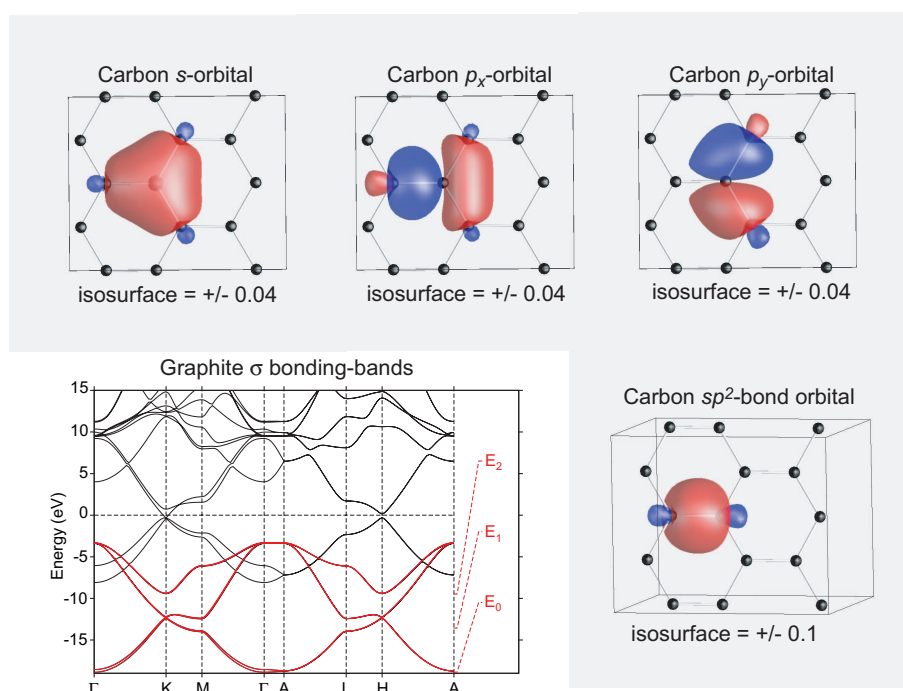 Carbon s-orbital
Carbon pₓ-orbital
Carbon p_y-orbital
isosurface = +/- 0.04
isosurface = +/- 0.04
isosurface = +/- 0.04
Graphite σ bonding-bands
15
10
5
0
-5
-10
-15
Energy (eV)
E₂
E₁
E₀
Γ K M Γ A L H A
Carbon sp²-bond orbital
isosurface = +/- 0.1